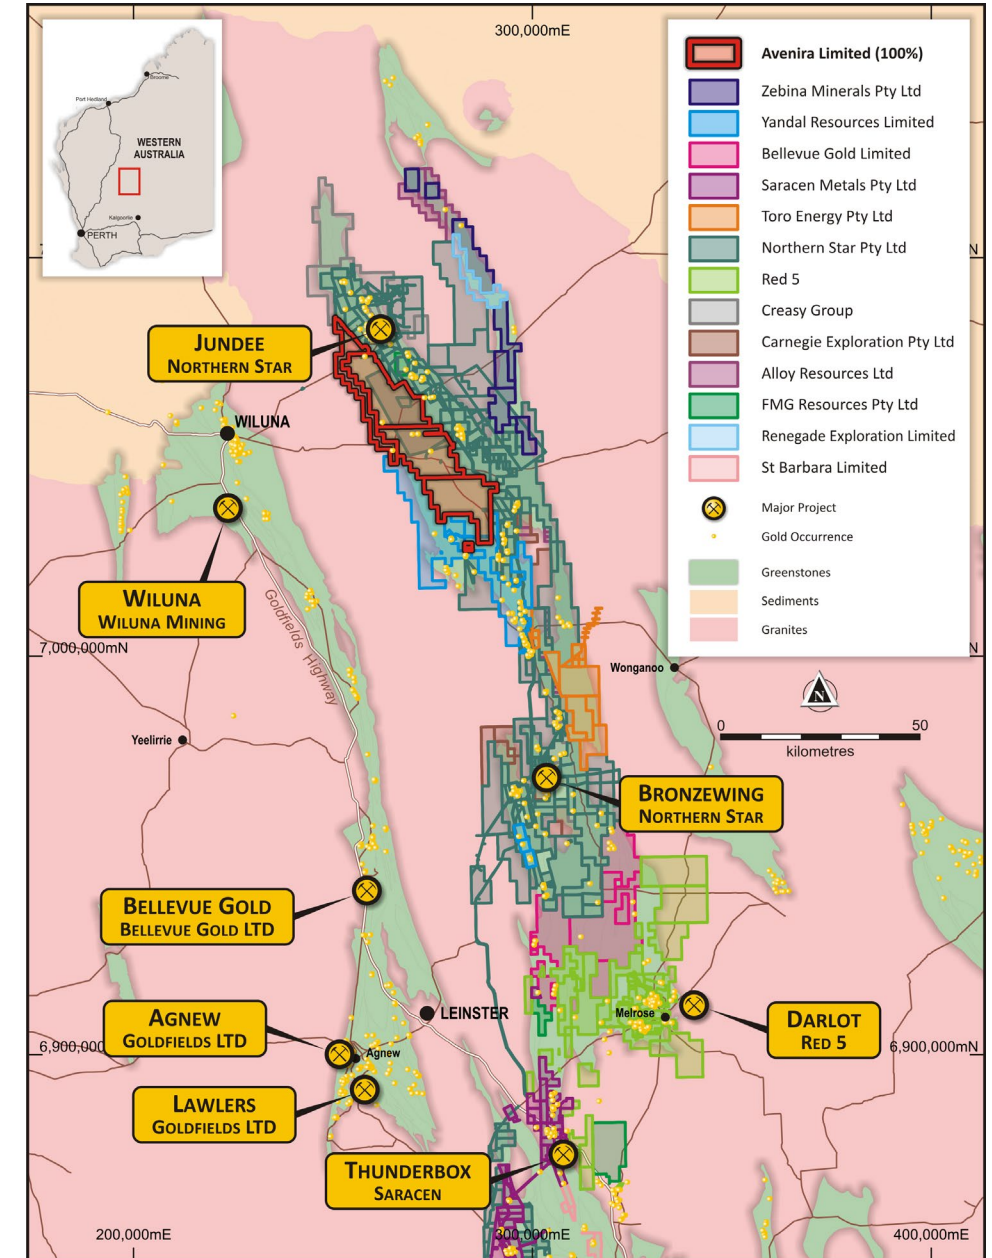 300,000mE
Broome
Port Hedland
WESTERN
AUSTRALIA
Kalgoorlie
PERTH
Avenira Limited (100%)
Zebina Minerals Pty Ltd
Yandal Resources Limited
Bellevue Gold Limited
Saracen Metals Pty Ltd
Toro Energy Pty Ltd
Northern Star Pty Ltd
Red 5
Creasy Group
Carnegie Exploration Pty Ltd
Alloy Resources Ltd
FMG Resources Pty Ltd
Renegade Exploration Limited
St Barbara Limited
Major Project
Gold Occurrence
Greenstones
Sediments
Granites
N
0 50
kilometres
JUNDEE
NORTHERN STAR
WILUNA
WILUNA
WILUNA MINING
Goldfields Highway
7,000,000mN
Wonganoo
Yeelirrie
BRONZEWING
NORTHERN STAR
BELLEVUE GOLD
BELLEVUE GOLD LTD
LEINSTER
Melrose
DARLOT
RED 5
AGNEW
GOLDFIELDS LTD
6,900,000
Agnew
6,900,000mN
LAWLERS
GOLDFIELDS LTD
THUNDERBOX
SARACEN
200,000mE
300,000mE
400,000mE